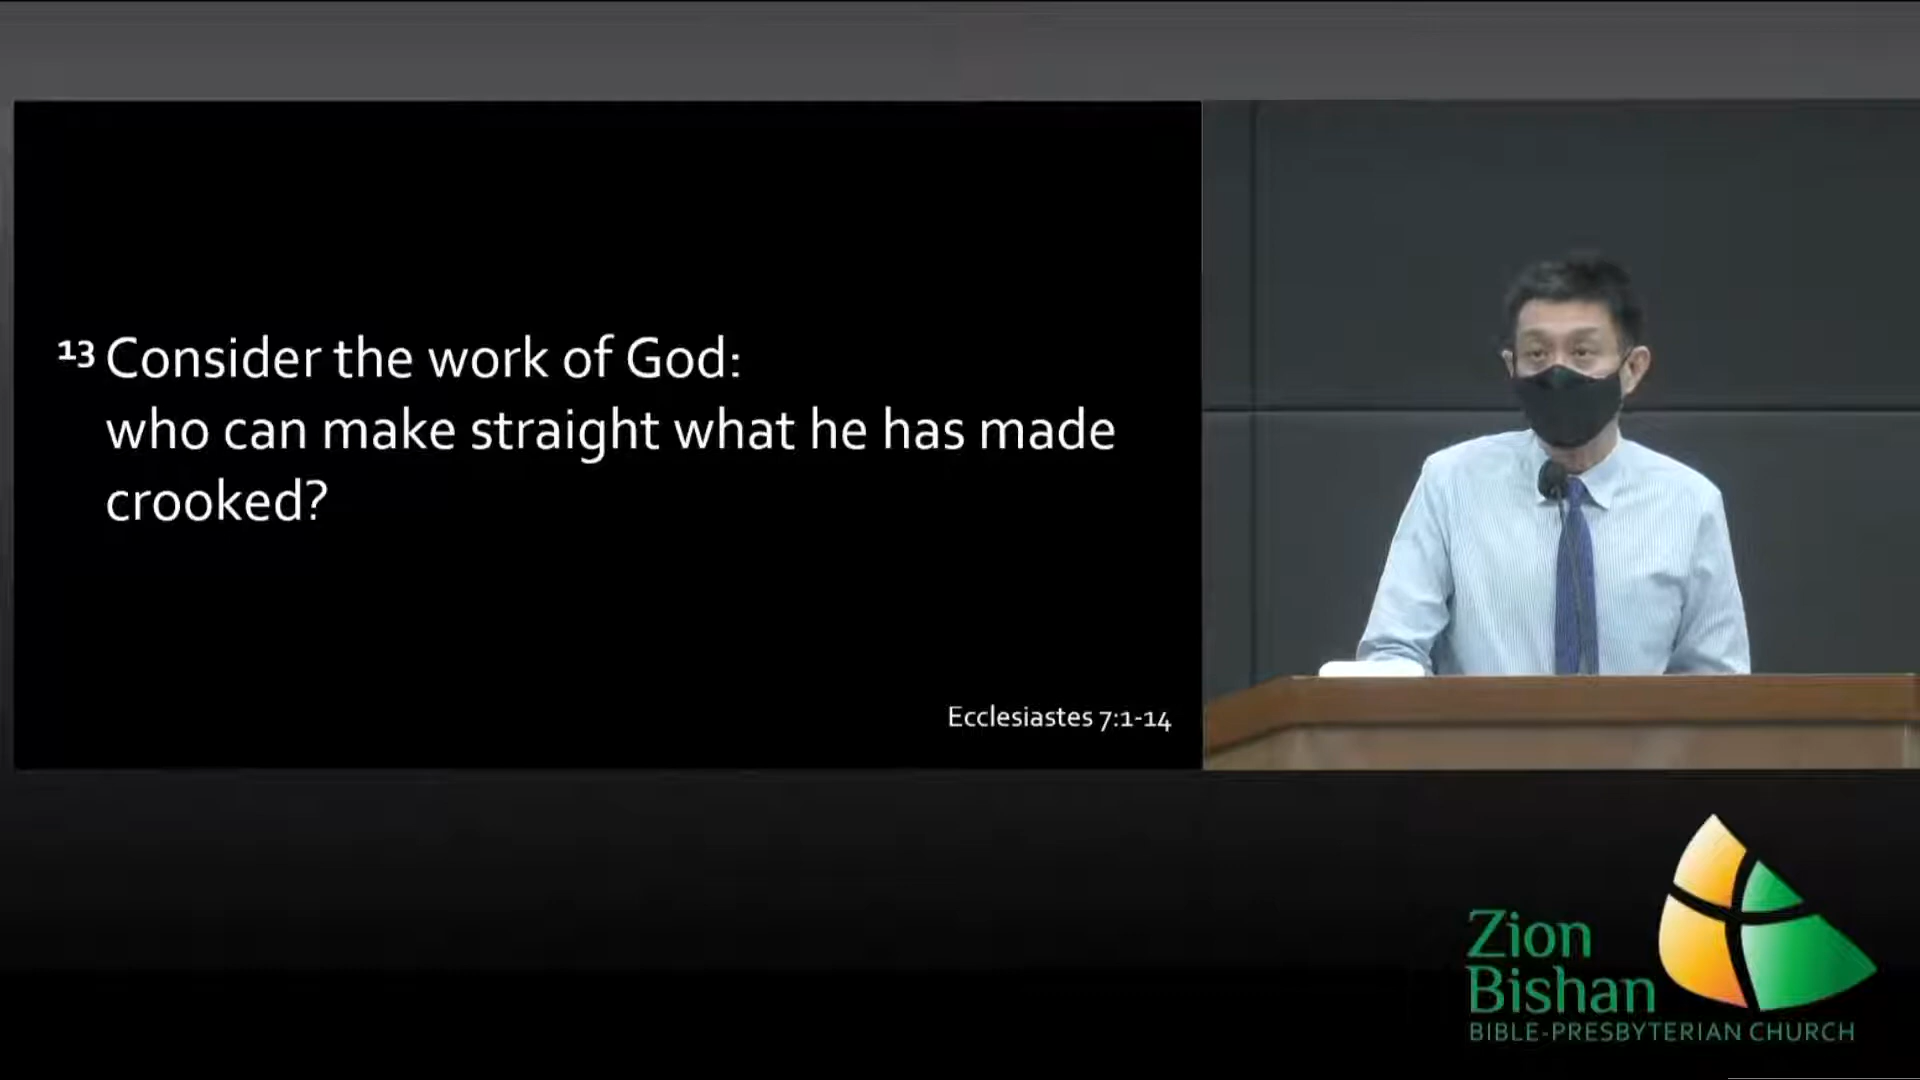 ¹³ Consider the work of God:
who can make straight what he has made
crooked?
Ecclesiastes 7:1-14
Zion
Bishan
BIBLE-PRESBYTERIAN CHURCH